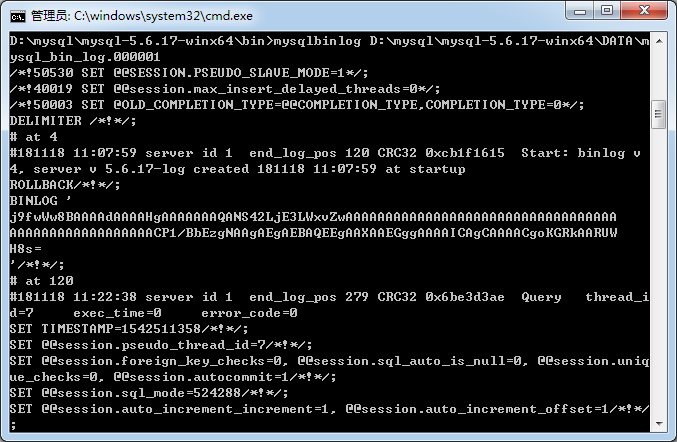 管理员: C:\windows\system32\cmd.exe
D:\mysql\mysql-5.6.17-winx64\bin>mysqlbinlog D:\mysql\mysql-5.6.17-winx64\DATA\m
ysql_bin_log.000001
/*!50530 SET @@SESSION.PSEUDO_SLAVE_MODE=1*/;
/*!40019 SET @@session.max_insert_delayed_threads=0*/;
/*!50003 SET @OLD_COMPLETION_TYPE=@@COMPLETION_TYPE,COMPLETION_TYPE=0*/;
DELIMITER /*!*/;
# at 4
#181118 11:07:59 server id 1  end_log_pos 120 CRC32 0xcb1f1615  Start: binlog v
4, server v 5.6.17-log created 181118 11:07:59 at startup
ROLLBACK/*!*/;
BINLOG '
j9fwWw8BAAAAdAAAAHgAAAAAAAQANS42LjE3LWxvZwAAAAAAAAAAAAAAAAAAAAAAAAAAAAAAAAAA
AAAAAAAAAAAAAAAAAACP1/BbEzgNAAgAEgAEBAQEEgAAXAAEGggAAAAICAgCAAAACgoKGRkAARUW
H8s=
'/*!*/;
# at 120
#181118 11:22:38 server id 1  end_log_pos 279 CRC32 0x6be3d3ae  Query   thread_i
d=7     exec_time=0     error_code=0
SET TIMESTAMP=1542511358/*!*/;
SET @@session.pseudo_thread_id=7/*!*/;
SET @@session.foreign_key_checks=0, @@session.sql_auto_is_null=0, @@session.uniq
ue_checks=0, @@session.autocommit=1/*!*/;
SET @@session.sql_mode=524288/*!*/;
SET @@session.auto_increment_increment=1, @@session.auto_increment_offset=1/*!*/
;